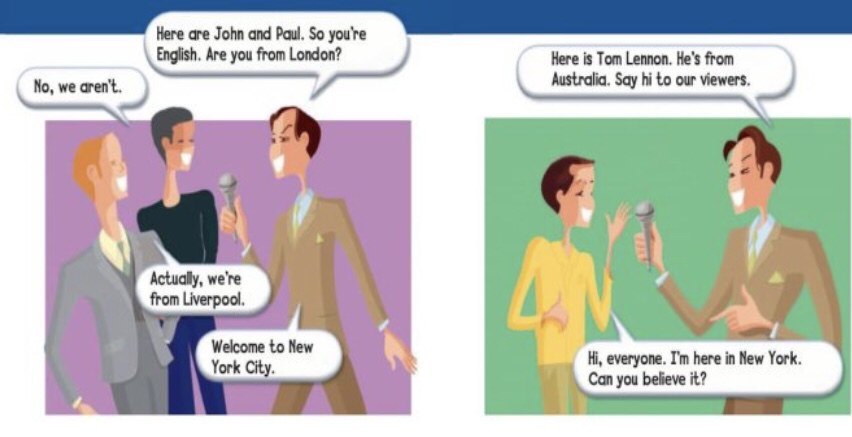 Here are John and Paul. So you're
English. Are you from London?
No, we aren't.
Actually, we're
from Liverpool.
Welcome to New
York City.
Here is Tom Lennon. He's from
Australia. Say hi to our viewers.
Hi, everyone. I'm here in New York.
Can you believe it?